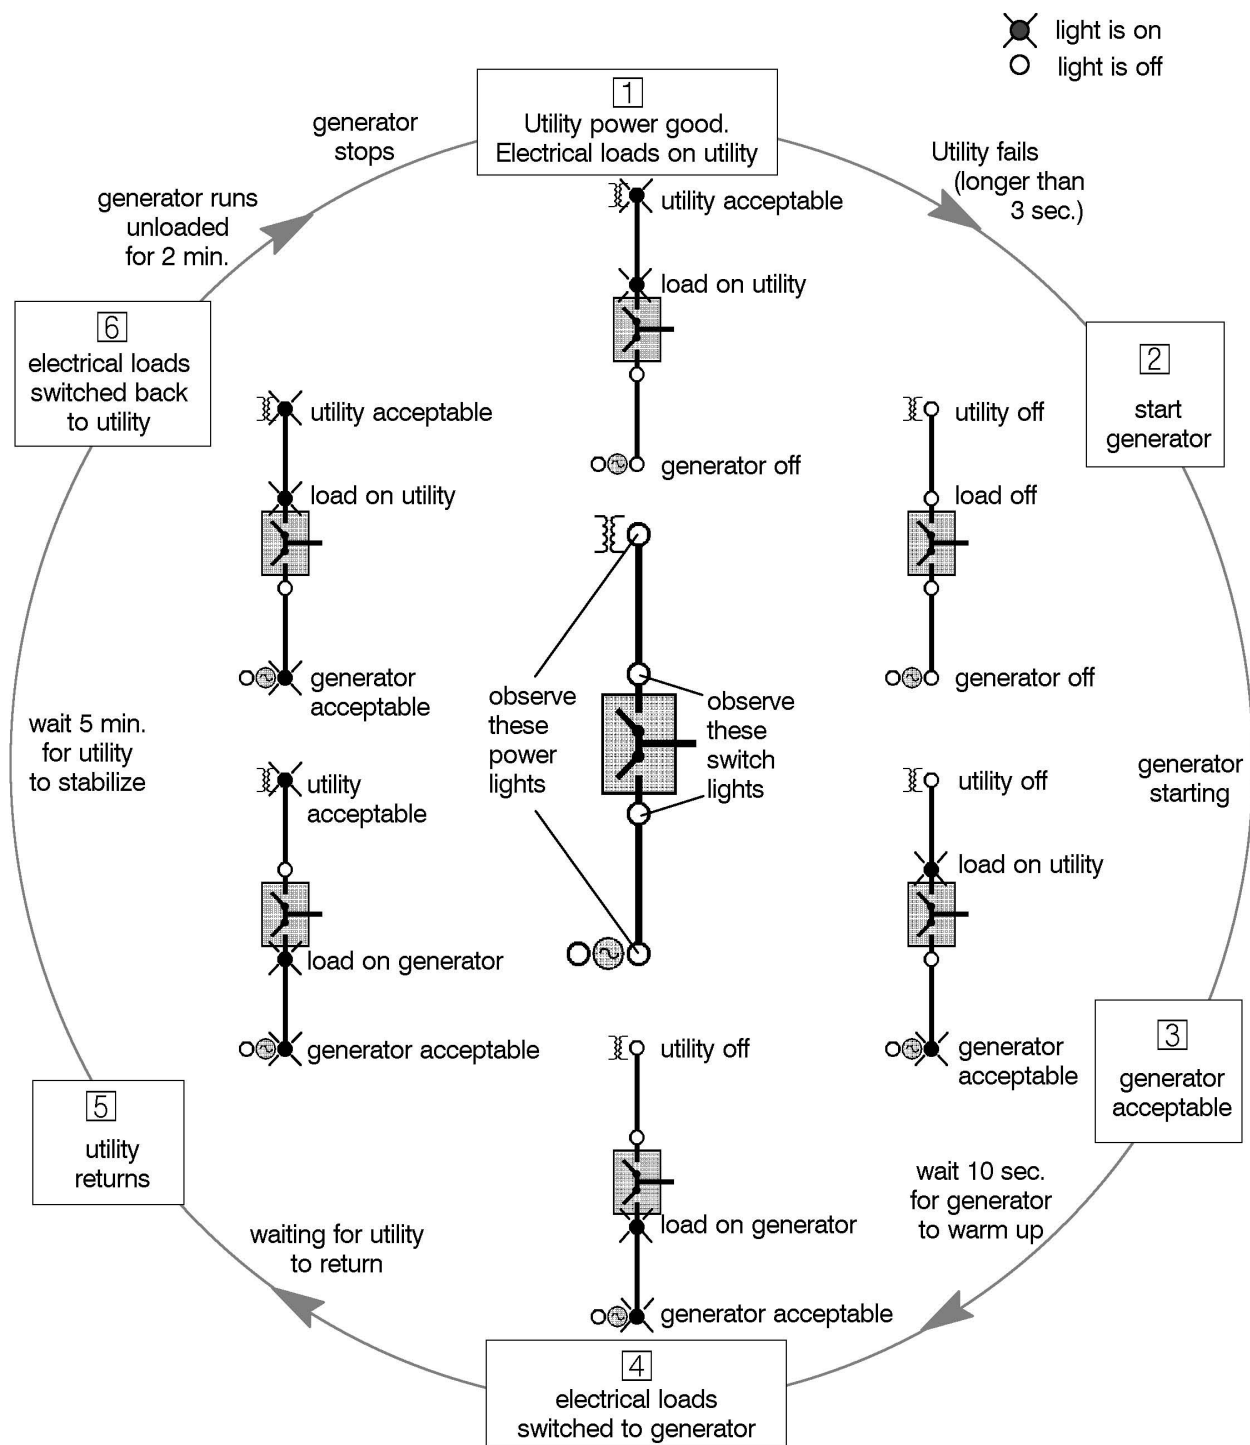 light is on
light is off
1
Utility power good.
Electrical loads on utility
generator
stops
Utility fails
(longer than
3 sec.)
generator runs
unloaded
for 2 min.
utility acceptable
load on utility
generator off
6
electrical loads
switched back
to utility
2
start
generator
utility acceptable
load on utility
generator
acceptable
utility off
load off
generator off
observe
these
power
lights
observe
these
switch
lights
wait 5 min.
for utility
to stabilize
generator
starting
utility
acceptable
load on generator
generator acceptable
utility off
load on utility
generator
acceptable
3
generator
acceptable
utility off
load on generator
generator acceptable
5
utility
returns
wait 10 sec.
for generator
to warm up
waiting for utility
to return
4
electrical loads
switched to generator